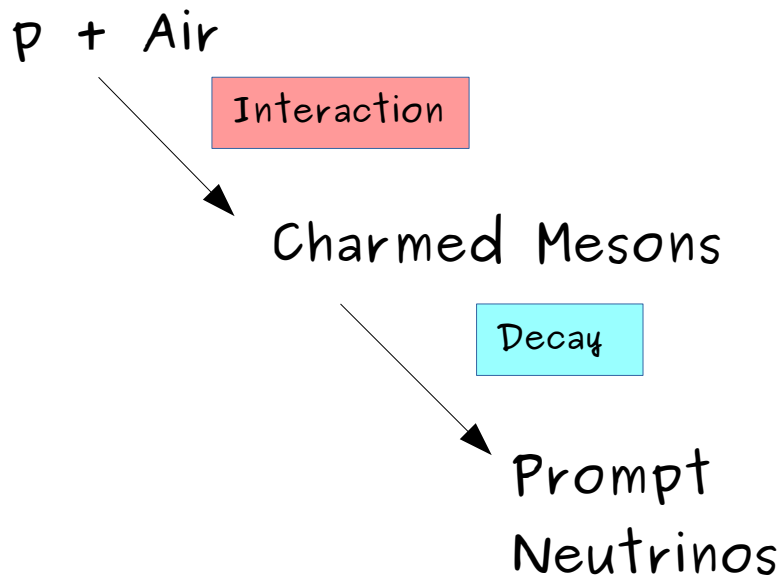 p + Air
Interaction
Charmed Mesons
Decay
Prompt
Neutrinos